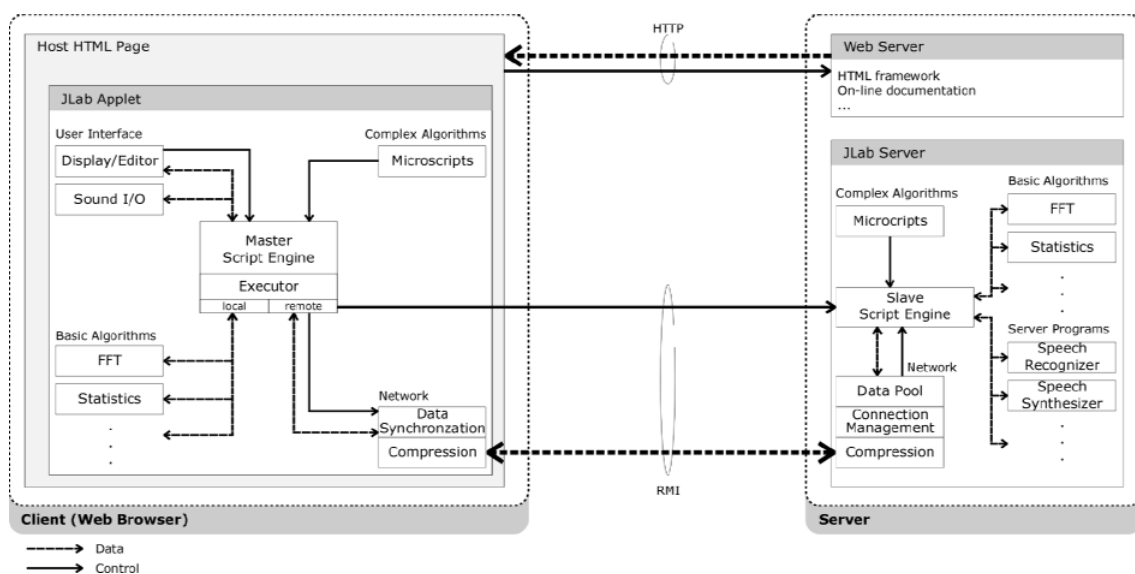 HTTP
Host HTML Page
JLab Applet
User Interface
Display/Editor
Sound I/O
Complex Algorithms
Microscripts
Master
Script Engine
Executor
local
remote
Basic Algorithms
FFT
Statistics
.
.
.
Network
Data
Synchronzation
Compression
Client (Web Browser)
RMI
Web Server
HTML framework
On-line documentation
...
JLab Server
Complex Algorithms
Microcripts
Slave
Script Engine
Network
Data Pool
Connection
Management
Compression
Basic Algorithms
FFT
Statistics
.
.
.
Server Programs
Speech
Recognizer
Speech
Synthesizer
.
.
.
Server
Data
Control